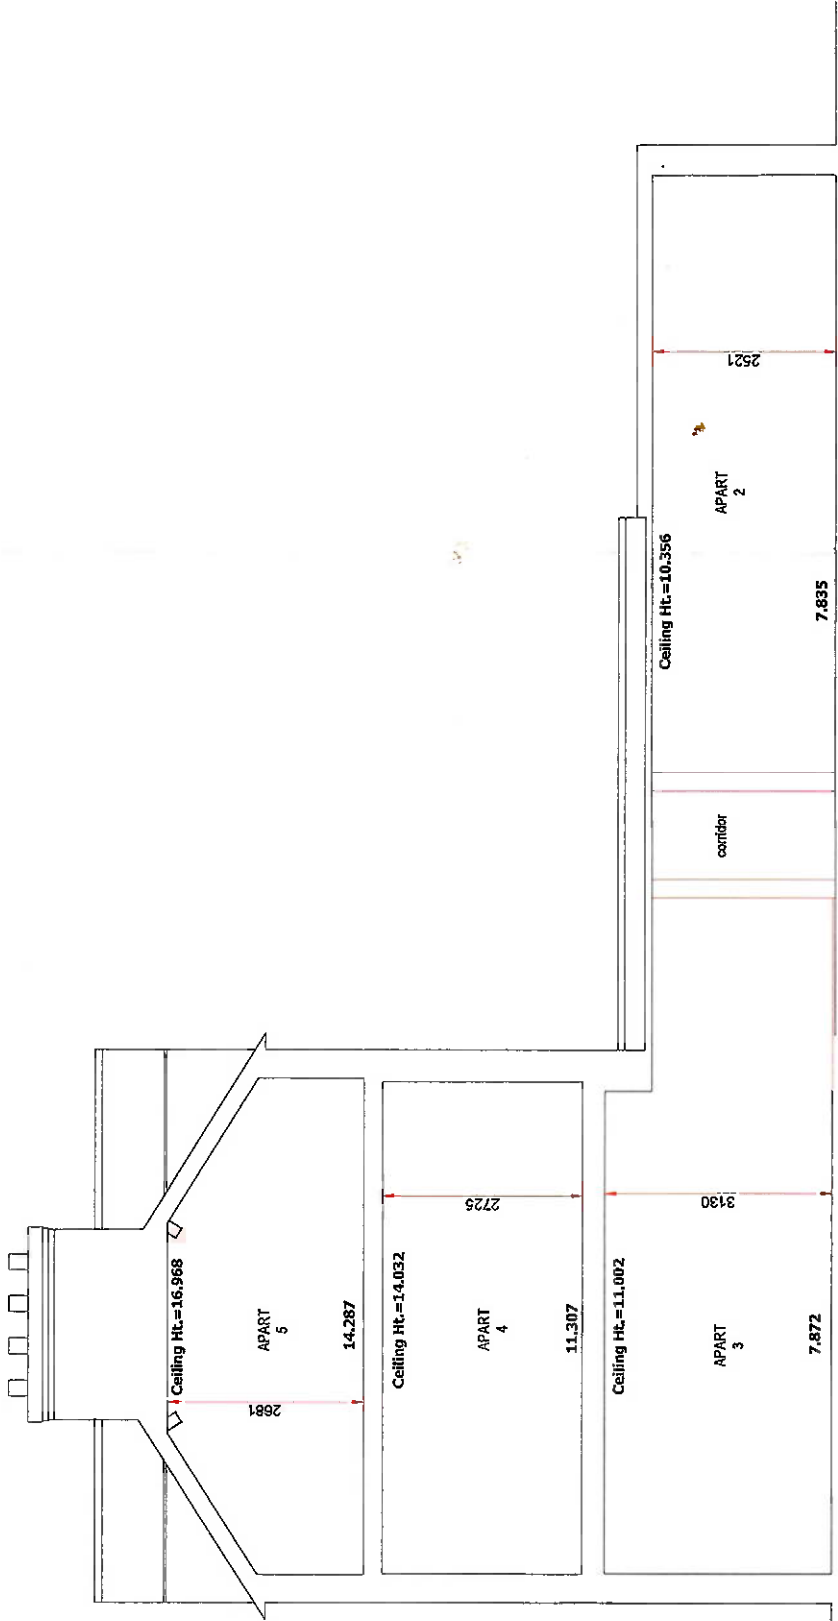 Ceiling Ht.=16.968
2681
APART
5
14.287
Ceiling Ht.=14.032
2725
APART
4
11.307
Ceiling Ht.=11.002
3130
APART
3
7.872
corridor
Ceiling Ht.=10.356
2521
APART
2
7.835